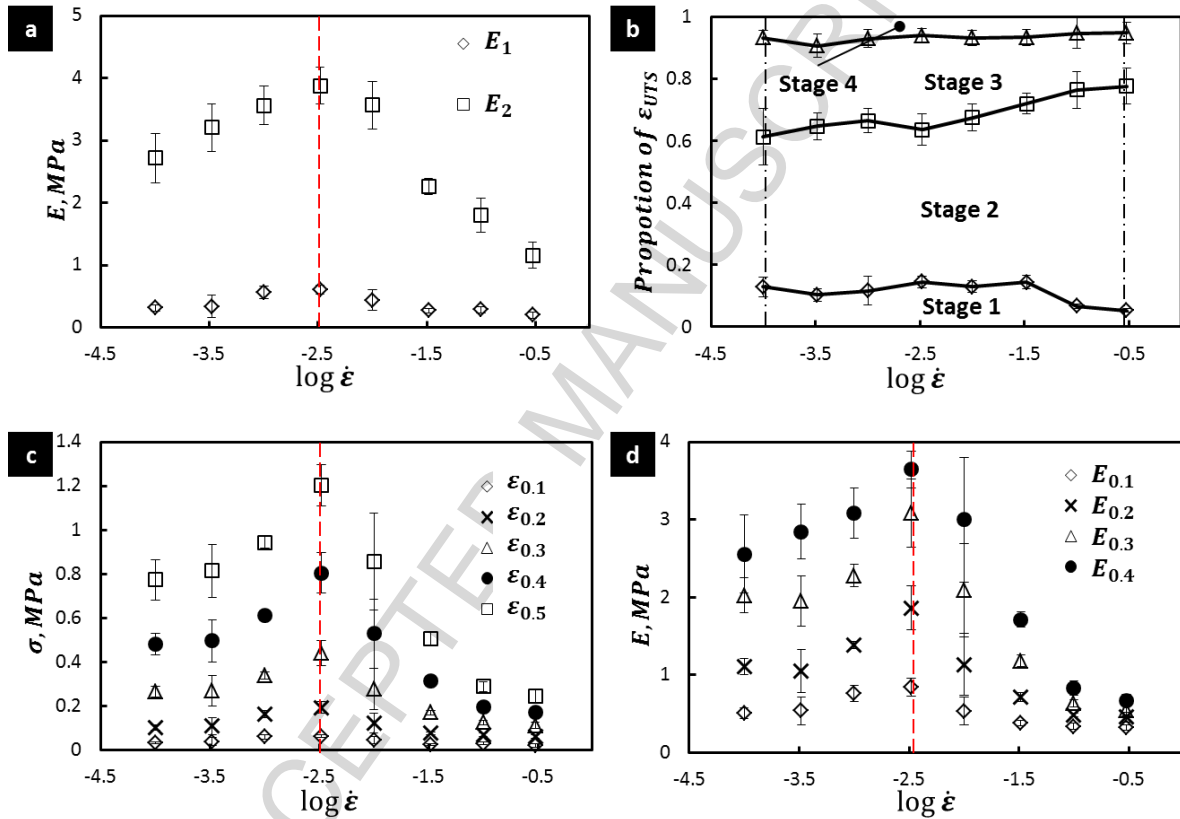 a
5
4
3
2
1
0
E, MPa
-4.5 -3.5 -2.5 -1.5 -0.5
log ε̇
E₁
E₂
b
1
0.8
0.6
0.4
0.2
0
Propotion of ε_UTS
-4.5 -3.5 -2.5 -1.5 -0.5
log ε̇
Stage 4
Stage 3
Stage 2
Stage 1
c
1.4
1.2
1
0.8
0.6
0.4
0.2
0
σ, MPa
-4.5 -3.5 -2.5 -1.5 -0.5
log ε̇
ε₀.₁
ε₀.₂
ε₀.₃
ε₀.₄
ε₀.₅
d
4
3
2
1
0
E, MPa
-4.5 -3.5 -2.5 -1.5 -0.5
log ε̇
E₀.₁
E₀.₂
E₀.₃
E₀.₄
CEPTED MANUSCRIP